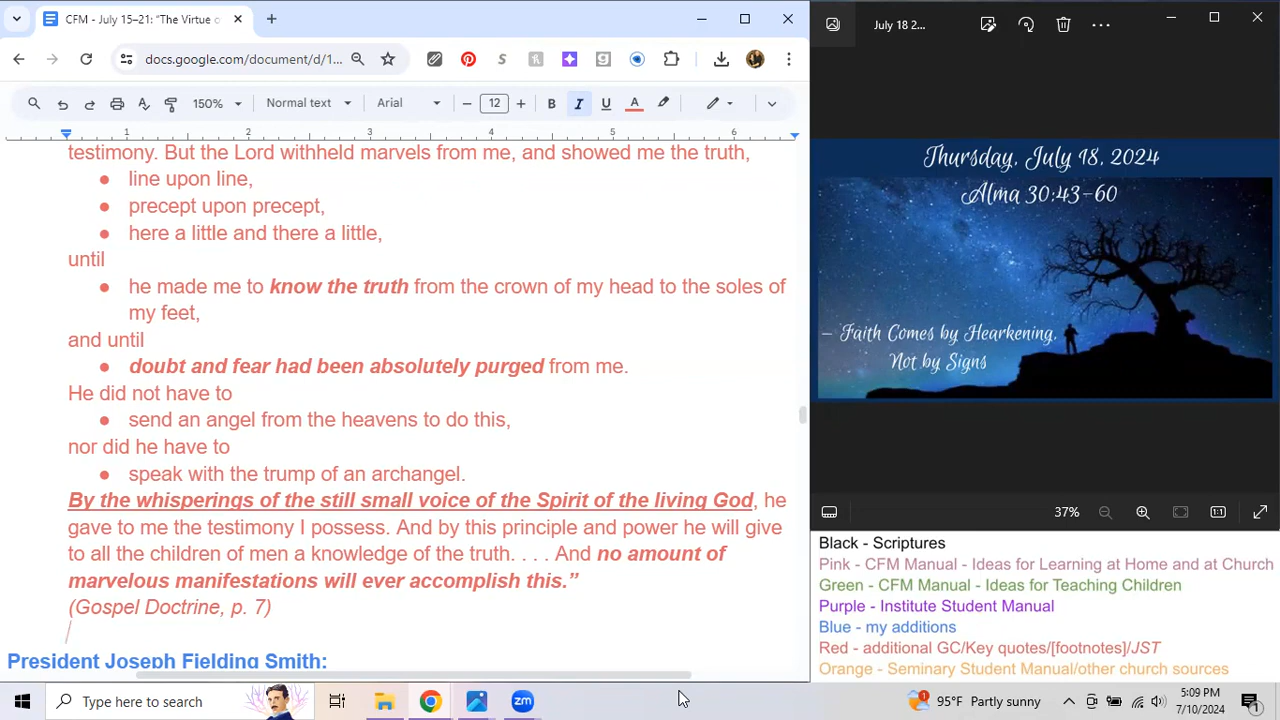 CFM - July 15–21: "The Virtue o
docs.google.com/document/d/1...
150%
Normal text
Arial
12
B
I
U
A
1
2
3
4
5
6
testimony. But the Lord withheld marvels from me, and showed me the truth,
● line upon line,
● precept upon precept,
● here a little and there a little,
until
● he made me to know the truth from the crown of my head to the soles of
my feet,
and until
● doubt and fear had been absolutely purged from me.
He did not have to
● send an angel from the heavens to do this,
nor did he have to
● speak with the trump of an archangel.
By the whisperings of the still small voice of the Spirit of the living God, he
gave to me the testimony I possess. And by this principle and power he will give
to all the children of men a knowledge of the truth. . . . And no amount of
marvelous manifestations will ever accomplish this.”
(Gospel Doctrine, p. 7)
President Joseph Fielding Smith:
July 18 2...
Thursday, July 18, 2024
Alma 30:43-60
- Faith Comes by Hearkening,
Not by Signs
37%
Black - Scriptures
Pink - CFM Manual - Ideas for Learning at Home and at Church
Green - CFM Manual - Ideas for Teaching Children
Purple - Institute Student Manual
Blue - my additions
Red - additional GC/Key quotes/[footnotes]/JST
Orange - Seminary Student Manual/other church sources
Type here to search
zm
95°F Partly sunny
5:09 PM
7/10/2024